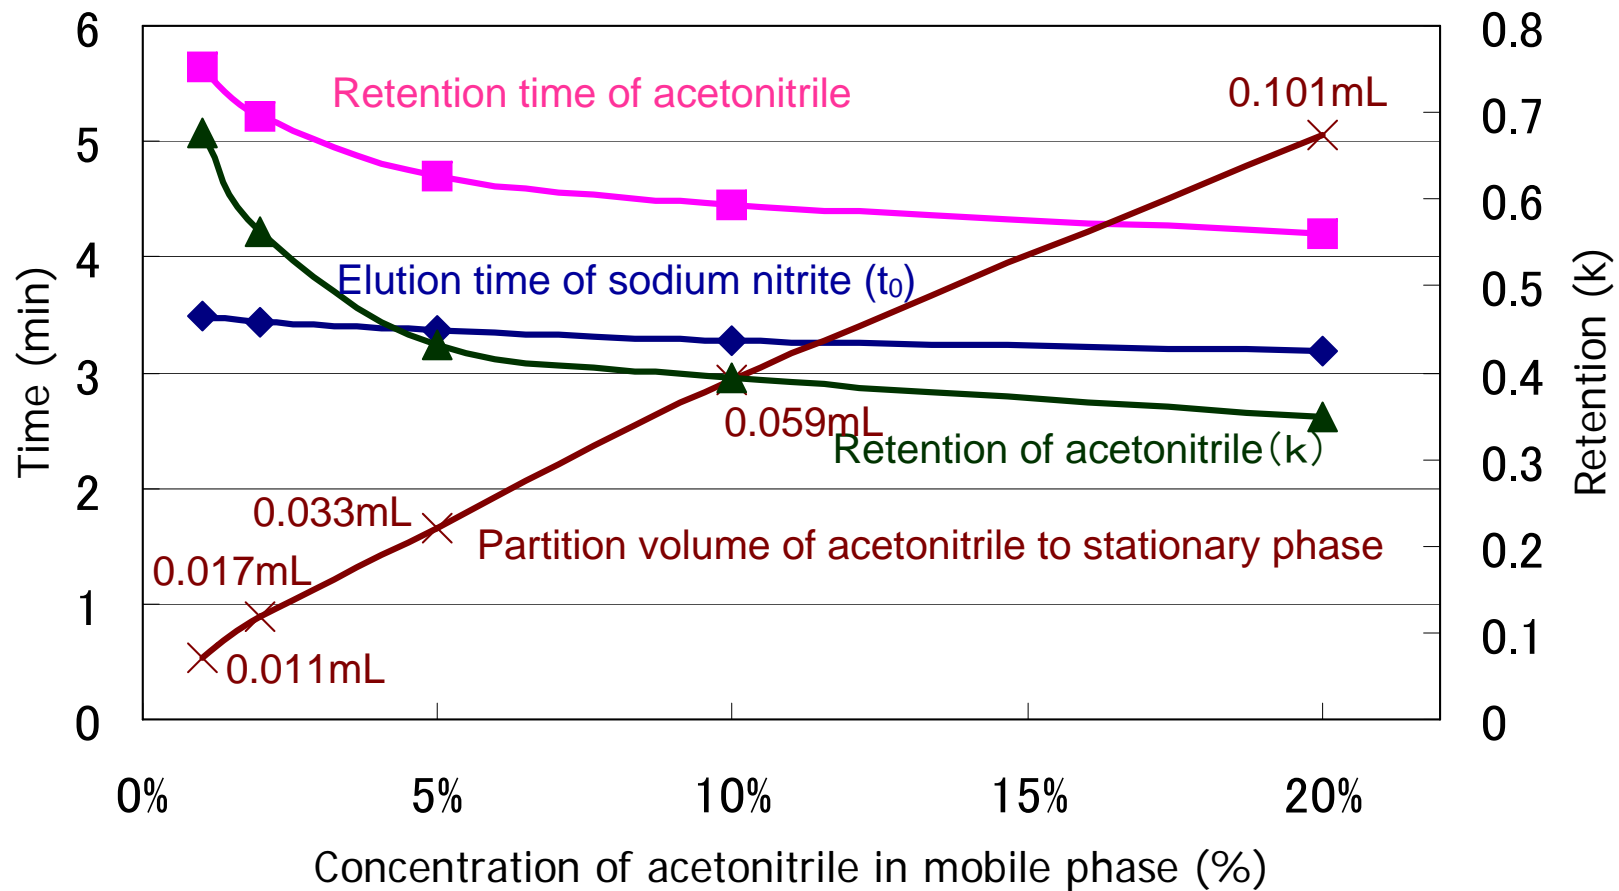 6
0.8
Retention time of acetonitrile
0.101mL
0.7
5
0.6
4
Elution time of sodium nitrite (t₀)
0.5
3
0.4
0.059mL
Retention of acetonitrile(k)
0.3
2
0.033mL
Partition volume of acetonitrile to stationary phase
0.2
0.017mL
1
0.1
0.011mL
0
0
Time (min)
Retention (k)
0%
5%
10%
15%
20%
Concentration of acetonitrile in mobile phase (%)